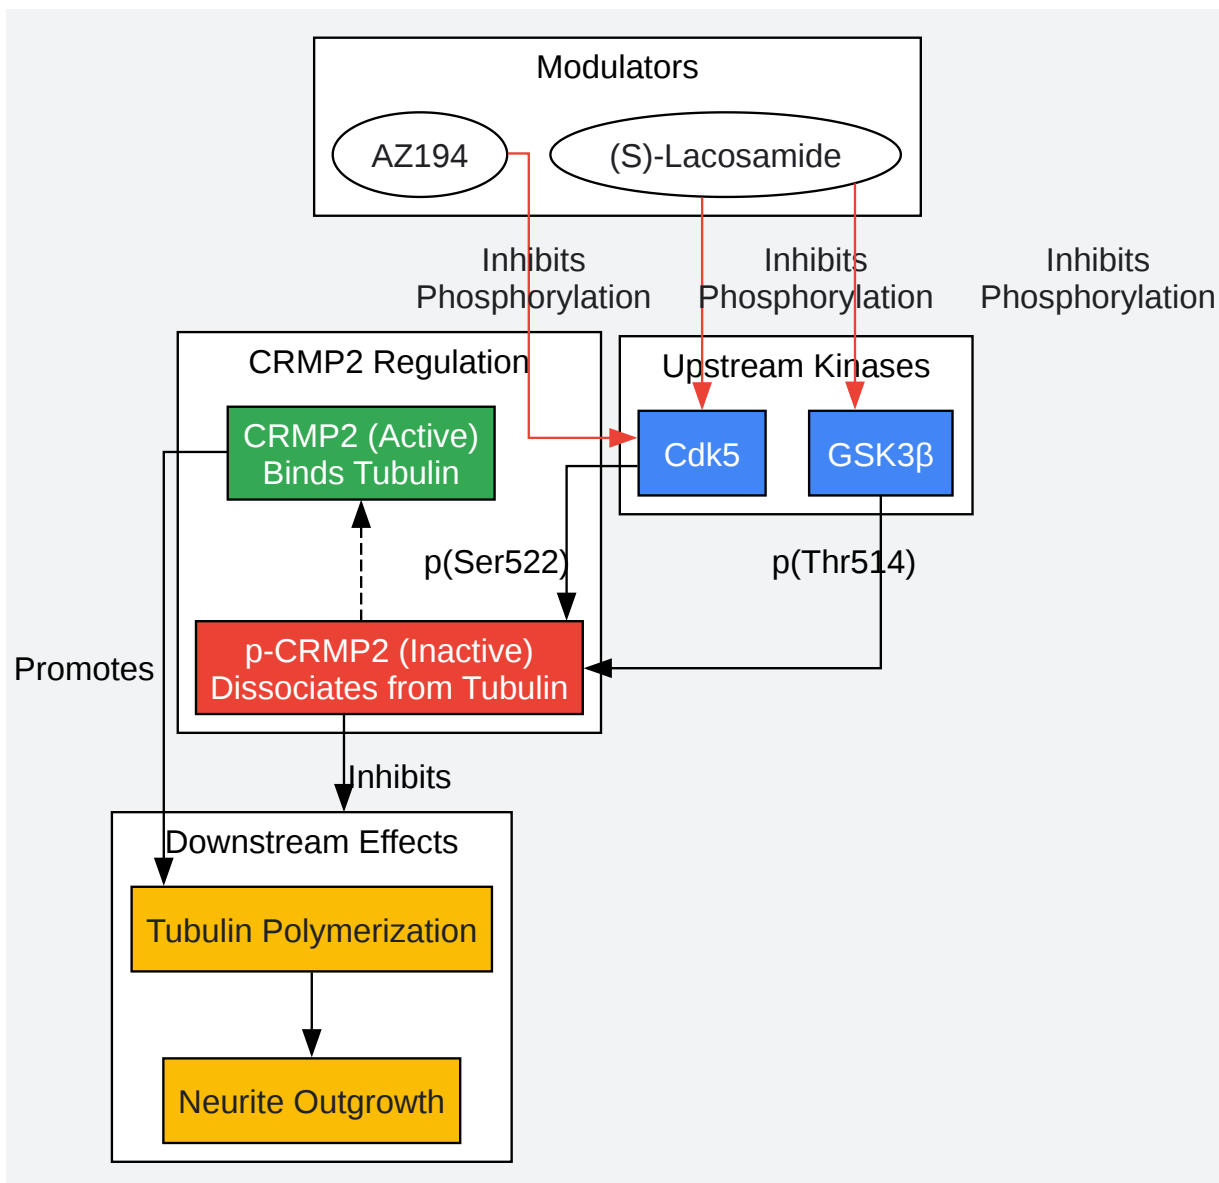 Modulators
AZ194
(S)-Lacosamide
Inhibits
Phosphorylation
Inhibits
Phosphorylation
Inhibits
Phosphorylation
CRMP2 Regulation
Upstream Kinases
CRMP2 (Active)
Binds Tubulin
Cdk5
GSK3β
p(Ser522)
p(Thr514)
p-CRMP2 (Inactive)
Dissociates from Tubulin
Promotes
Inhibits
Downstream Effects
Tubulin Polymerization
Neurite Outgrowth